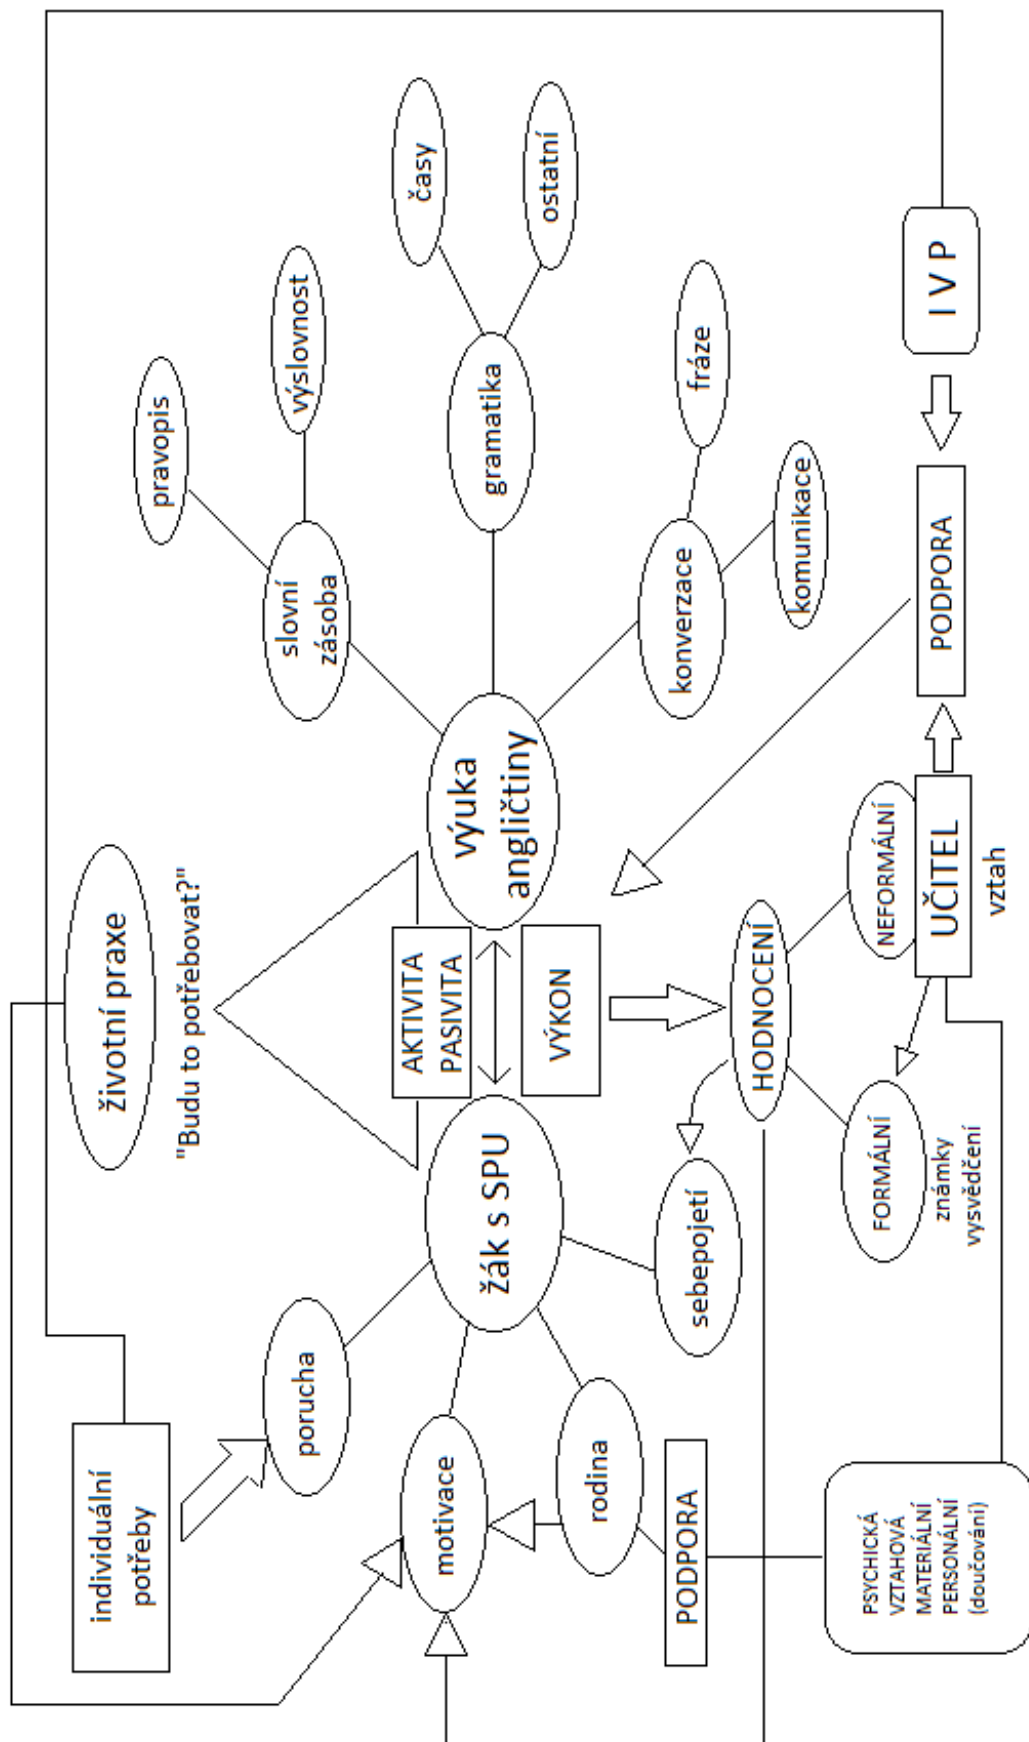 individuální
potřeby
životní praxe
"Budu to potřebovat?"
pravopis
porucha
slovní
zásoba
výslovnost
motivace
AKTIVITA
PASIVITA
časy
žák s SPU
výuka
angličtiny
gramatika
ostatní
VÝKON
rodina
PODPORA
sebepojetí
konverzace
fráze
HODNOCENÍ
komunikace
FORMÁLNÍ
NEFORMÁLNÍ
PSYCHICKÁ
VZTAHOVÁ
MATERIÁLNÍ
PERSONÁLNÍ
(doučování)
známky
vysvědčení
UČITEL
vztah
PODPORA
I V P